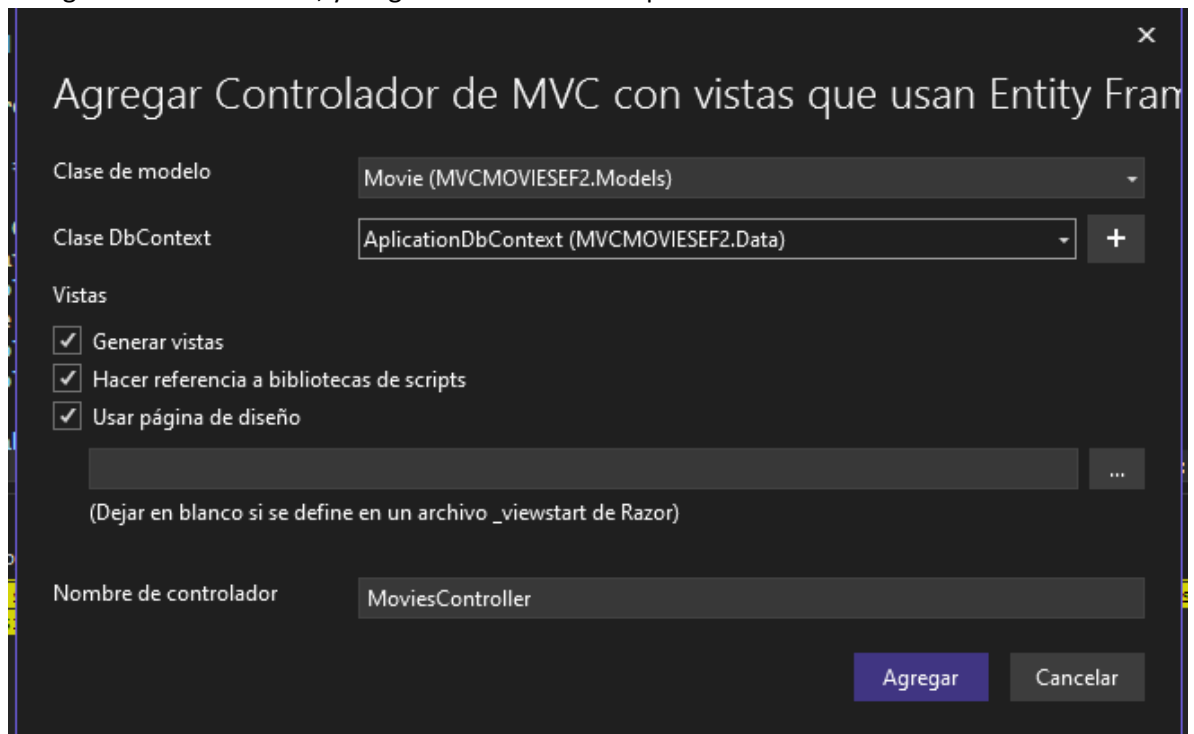 Agregar Controlador de MVC con vistas que usan Entity
Clase de modelo
Movie (MVCMOVIESEF2.Models)
Clase DbContext
AplicationDbContext (MVCMOVIESEF2.Data)
+
Vistas
Generar vistas
Hacer referencia a bibliotecas de scripts
Usar página de diseño
...
(Dejar en blanco si se define en un archivo _viewstart de Razor)
Nombre de controlador
MoviesController
Agregar
Cancelar